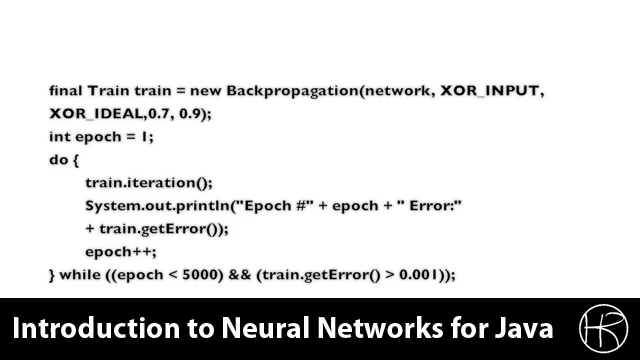 final Train train = new Backpropagation(network, XOR_INPUT,
XOR_IDEAL,0.7, 0.9);
int epoch = 1;
do {
train.iteration();
System.out.println("Epoch #" + epoch + " Error:"
+ train.getError());
epoch++;
} while ((epoch < 5000) && (train.getError() > 0.001));
Introduction to Neural Networks for Java